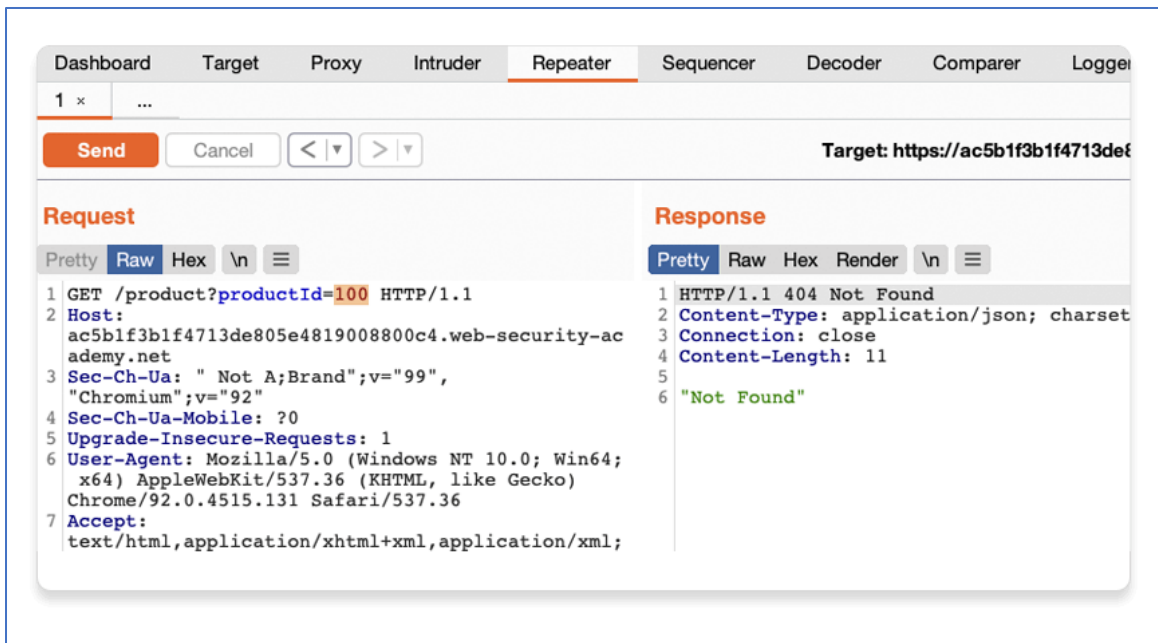 Dashboard Target Proxy Intruder Repeater Sequencer Decoder Comparer Logger
1 × ...
Send Cancel < > Target: https://ac5b1f3b1f4713de8
Request
Pretty Raw Hex \n
1 GET /product?productId=100 HTTP/1.1
2 Host:
ac5b1f3b1f4713de805e4819008800c4.web-security-ac
ademy.net
3 Sec-Ch-Ua: " Not A;Brand";v="99",
"Chromium";v="92"
4 Sec-Ch-Ua-Mobile: ?0
5 Upgrade-Insecure-Requests: 1
6 User-Agent: Mozilla/5.0 (Windows NT 10.0; Win64;
x64) AppleWebKit/537.36 (KHTML, like Gecko)
Chrome/92.0.4515.131 Safari/537.36
7 Accept:
text/html,application/xhtml+xml,application/xml;
Response
Pretty Raw Hex Render \n
1 HTTP/1.1 404 Not Found
2 Content-Type: application/json; charset
3 Connection: close
4 Content-Length: 11
5
6 "Not Found"